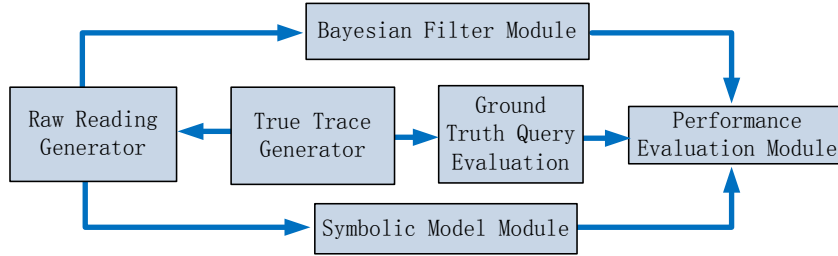 Bayesian Filter Module
Raw Reading
Generator
True Trace
Generator
Ground
Truth Query
Evaluation
Performance
Evaluation Module
Symbolic Model Module